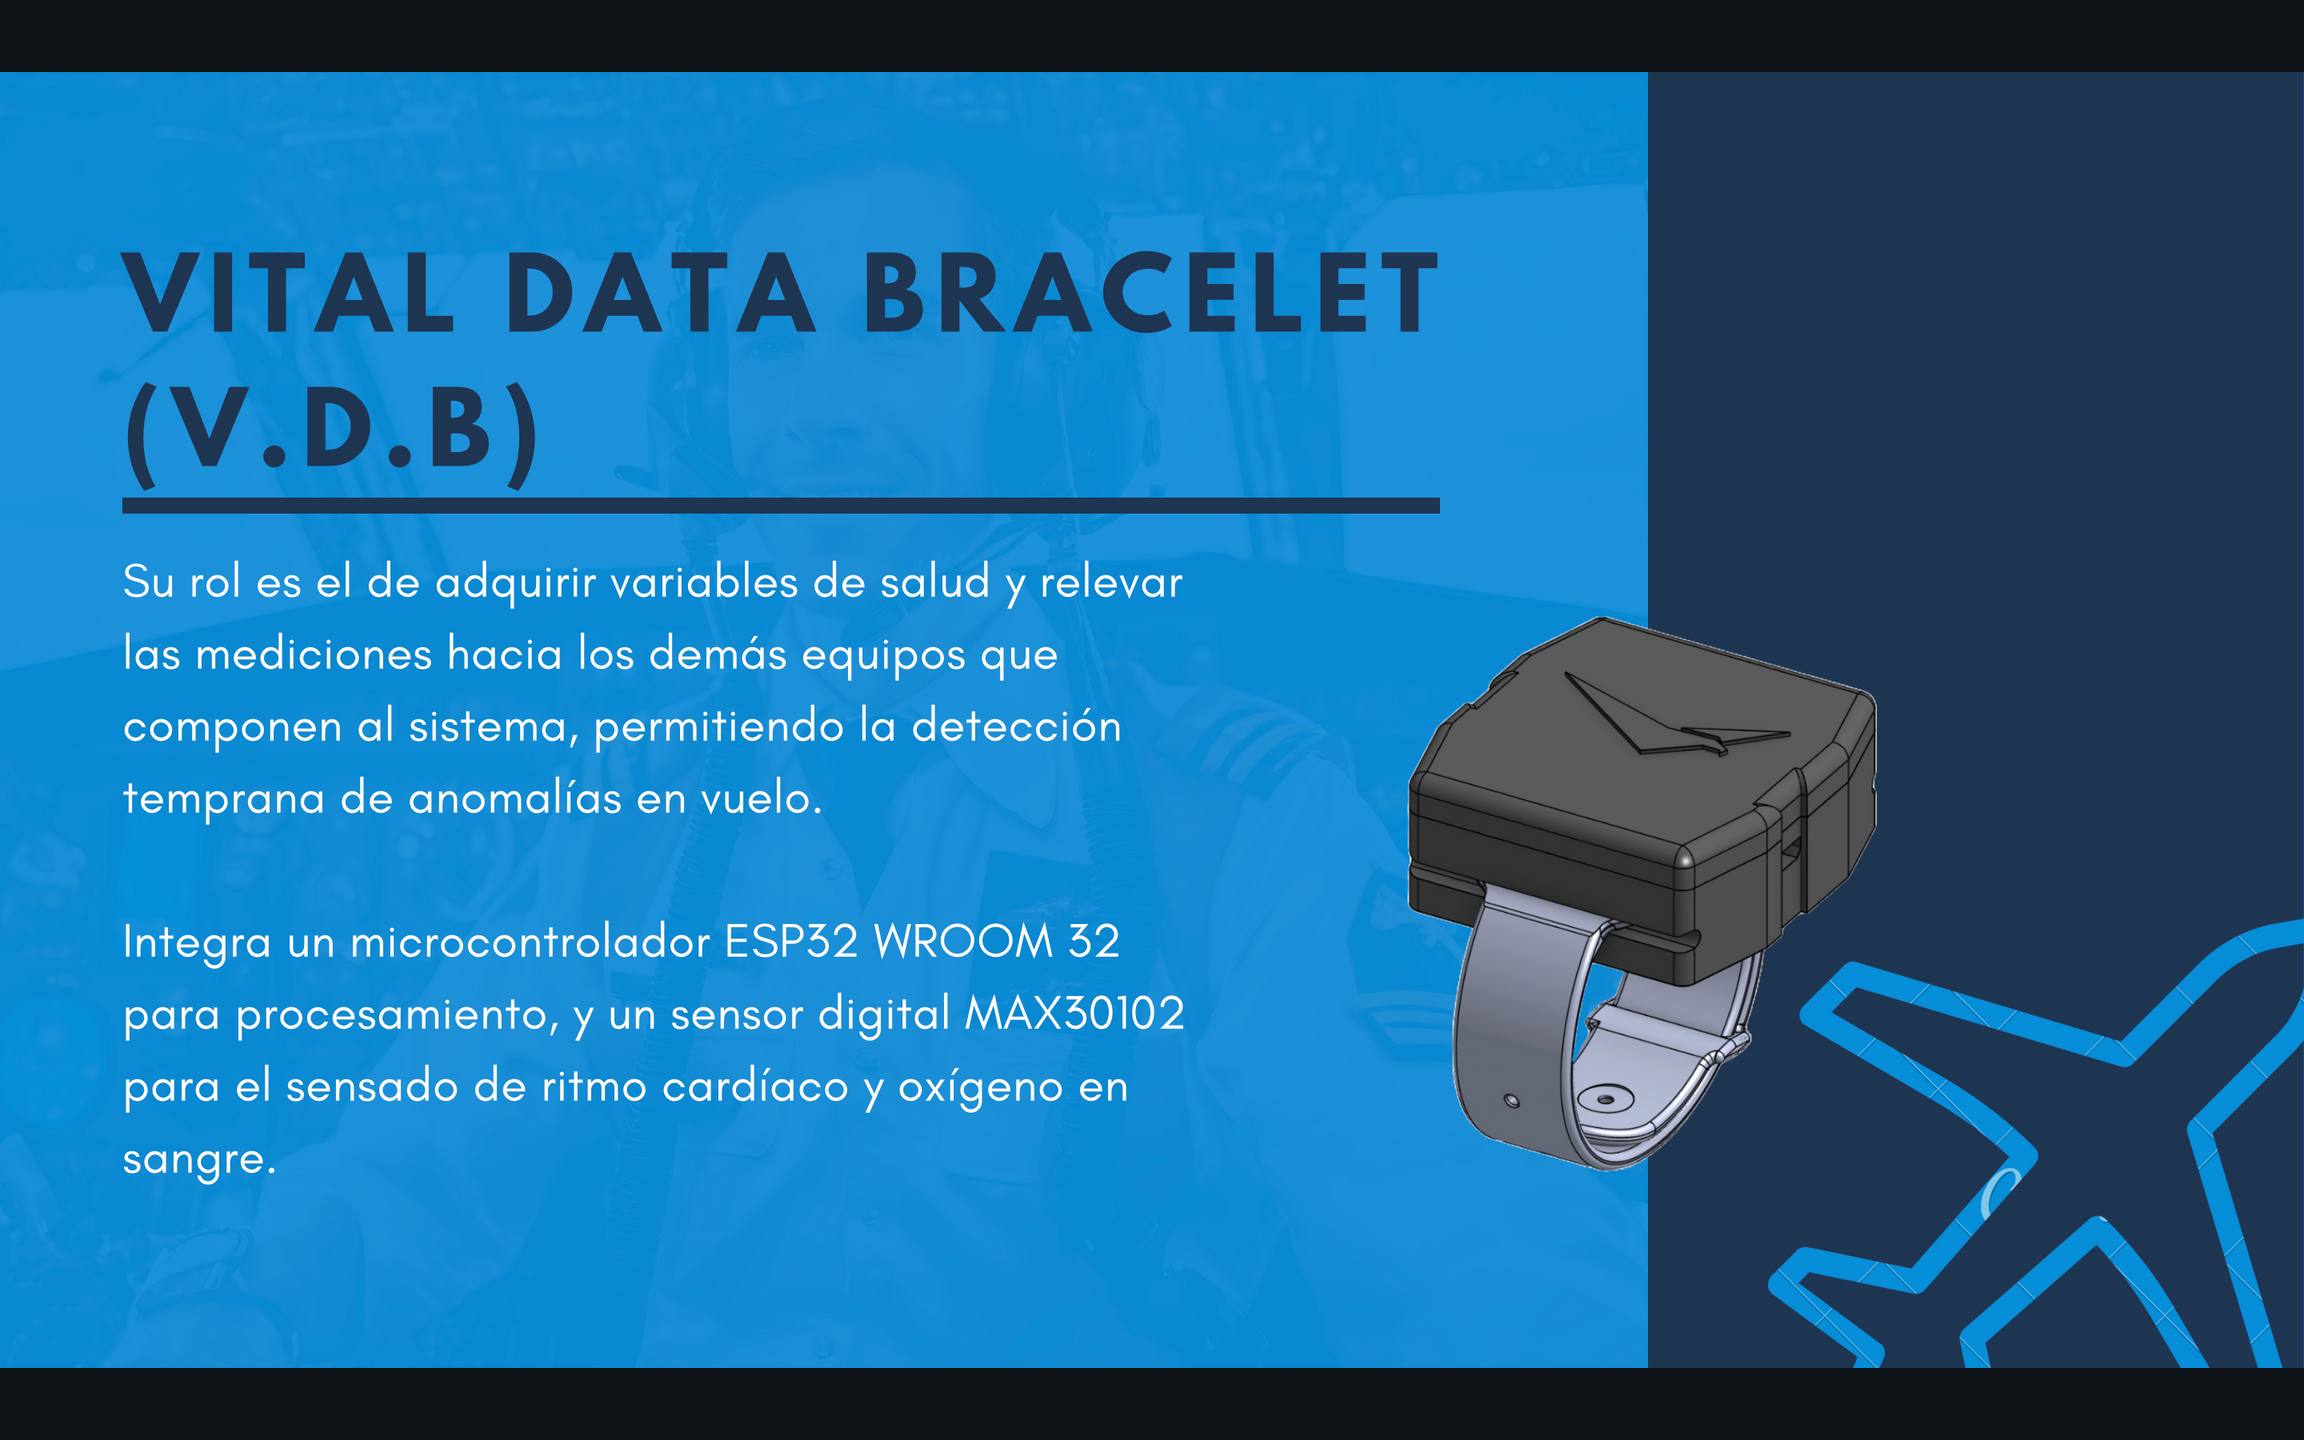 VITAL DATA BRACELET
(V.D.B)
Su rol es el de adquirir variables de salud y relevar
las mediciones hacia los demás equipos que
componen al sistema, permitiendo la detección
temprana de anomalías en vuelo.
Integra un microcontrolador ESP32 WROOM 32
para procesamiento, y un sensor digital MAX30102
para el sensado de ritmo cardíaco y oxígeno en
sangre.